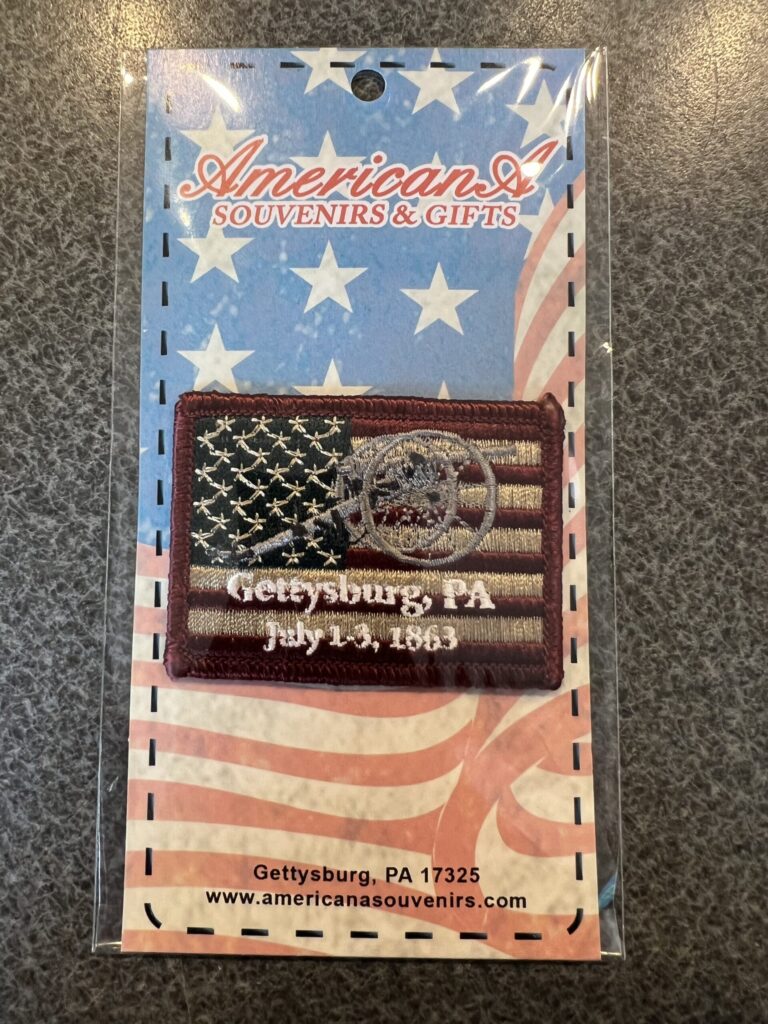 AmericanA
SOUVENIRS & GIFTS
Gettysburg, PA
July 1-3, 1863
Gettysburg, PA 17325
www.americanasouvenirs.com